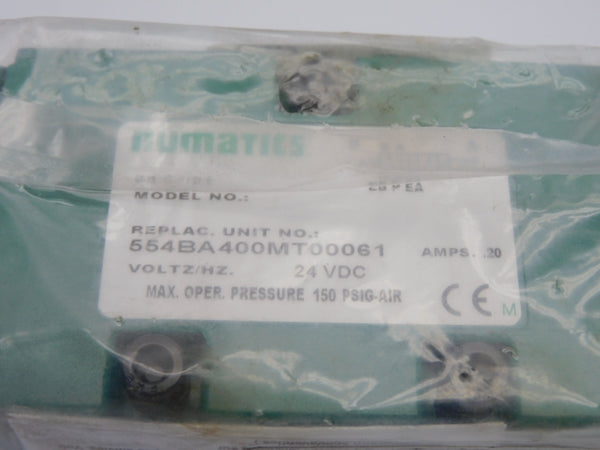 numatics
MODEL NO.:
REPLAC. UNIT NO.:
554BA400MT00061 AMPS. .20
VOLTZ/HZ. 24 VDC
MAX. OPER. PRESSURE 150 PSIG-AIR
CE M